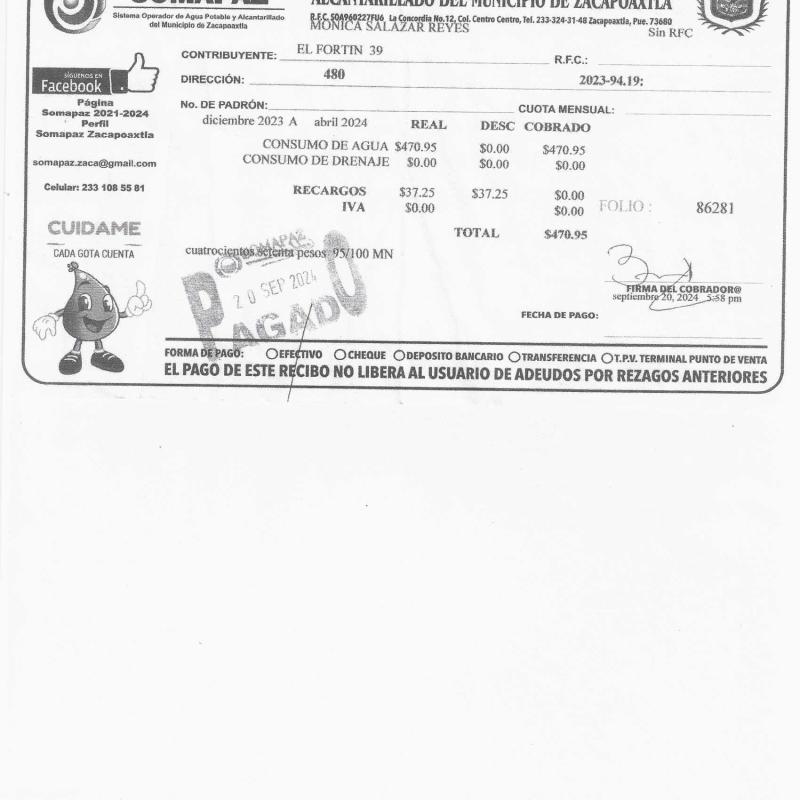 SOMAPAZ
Sistema Operador de Agua Potable y Alcantarillado
del Municipio de Zacapoaxtla
ALCANTARILLADO DEL MUNICIPIO DE ZACAPOAXTLA
R.F.C. SOA960227FU6 La Concordia No.12, Col. Centro Centro, Tel. 233-324-31-48 Zacapoaxtla, Pue. 73680
MONICA SALAZAR REYES
Sin RFC
CONTRIBUYENTE: EL FORTIN 39 R.F.C.:
DIRECCIÓN: 480 2023-94.19:
No. DE PADRÓN: CUOTA MENSUAL:
SÍGUENOS EN
Facebook
Página
Somapaz 2021-2024
Perfil
Somapaz Zacapoaxtla
somapaz.zaca@gmail.com
Celular: 233 108 55 81
CUIDAME
CADA GOTA CUENTA
diciembre 2023 A abril 2024 REAL DESC COBRADO
CONSUMO DE AGUA $470.95 $0.00 $470.95
CONSUMO DE DRENAJE $0.00 $0.00 $0.00
RECARGOS $37.25 $37.25 $0.00
IVA $0.00 $0.00
FOLIO : 86281
TOTAL $470.95
cuatrocientos setenta pesos 95/100 MN
SOMAPAZ
20 SEP 2024
PAGADO
FIRMA DEL COBRADOR@
septiembre 20, 2024 5:58 pm
FECHA DE PAGO:
FORMA DE PAGO: EFECTIVO CHEQUE DEPOSITO BANCARIO TRANSFERENCIA T.P.V. TERMINAL PUNTO DE VENTA
EL PAGO DE ESTE RECIBO NO LIBERA AL USUARIO DE ADEUDOS POR REZAGOS ANTERIORES